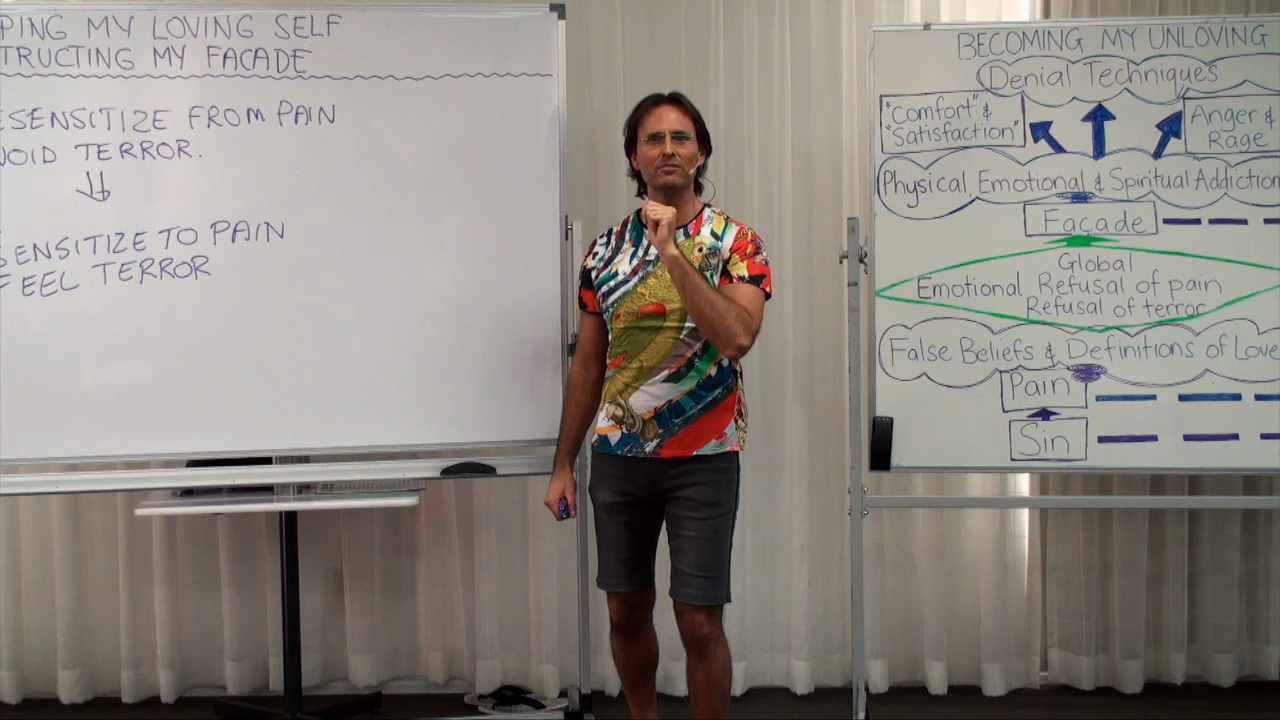 PING MY LOVING SELF
TRUCTING MY FACADE
ESENSITIZE FROM PAIN
VOID TERROR.
SENSITIZE TO PAIN
FEEL TERROR
BECOMING MY UNLOVING
Denial Techniques
"Comfort" &
"Satisfaction"
Anger &
Rage
Physical, Emotional & Spiritual Addiction
Façade
Global
Emotional Refusal of pain
Refusal of terror
False Beliefs & Definitions of Love
Pain
Sin